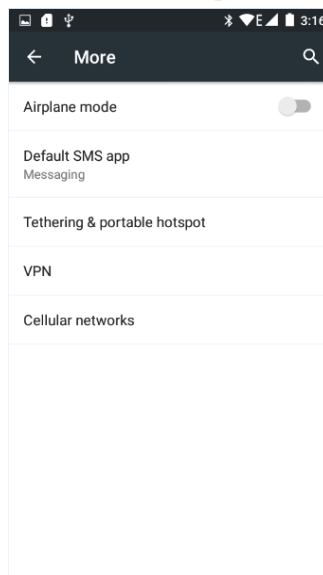 E 3:16
More
Airplane mode
Default SMS app
Messaging
Tethering & portable hotspot
VPN
Cellular networks